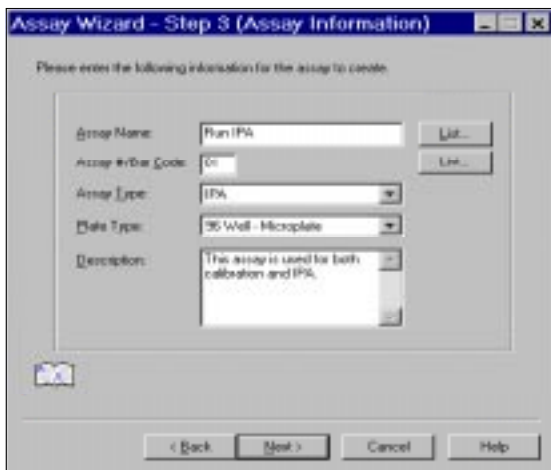 Assay Wizard - Step 3 (Assay Information)
Please enter the following information for the assay to create.
Assay Name: Run IPA List...
Assay #/Bar Code: 01 List...
Assay Type: IPA
Plate Type: 96 Well - Microplate
Description: This assay is used for both
calibration and IPA.
< Back Next > Cancel Help